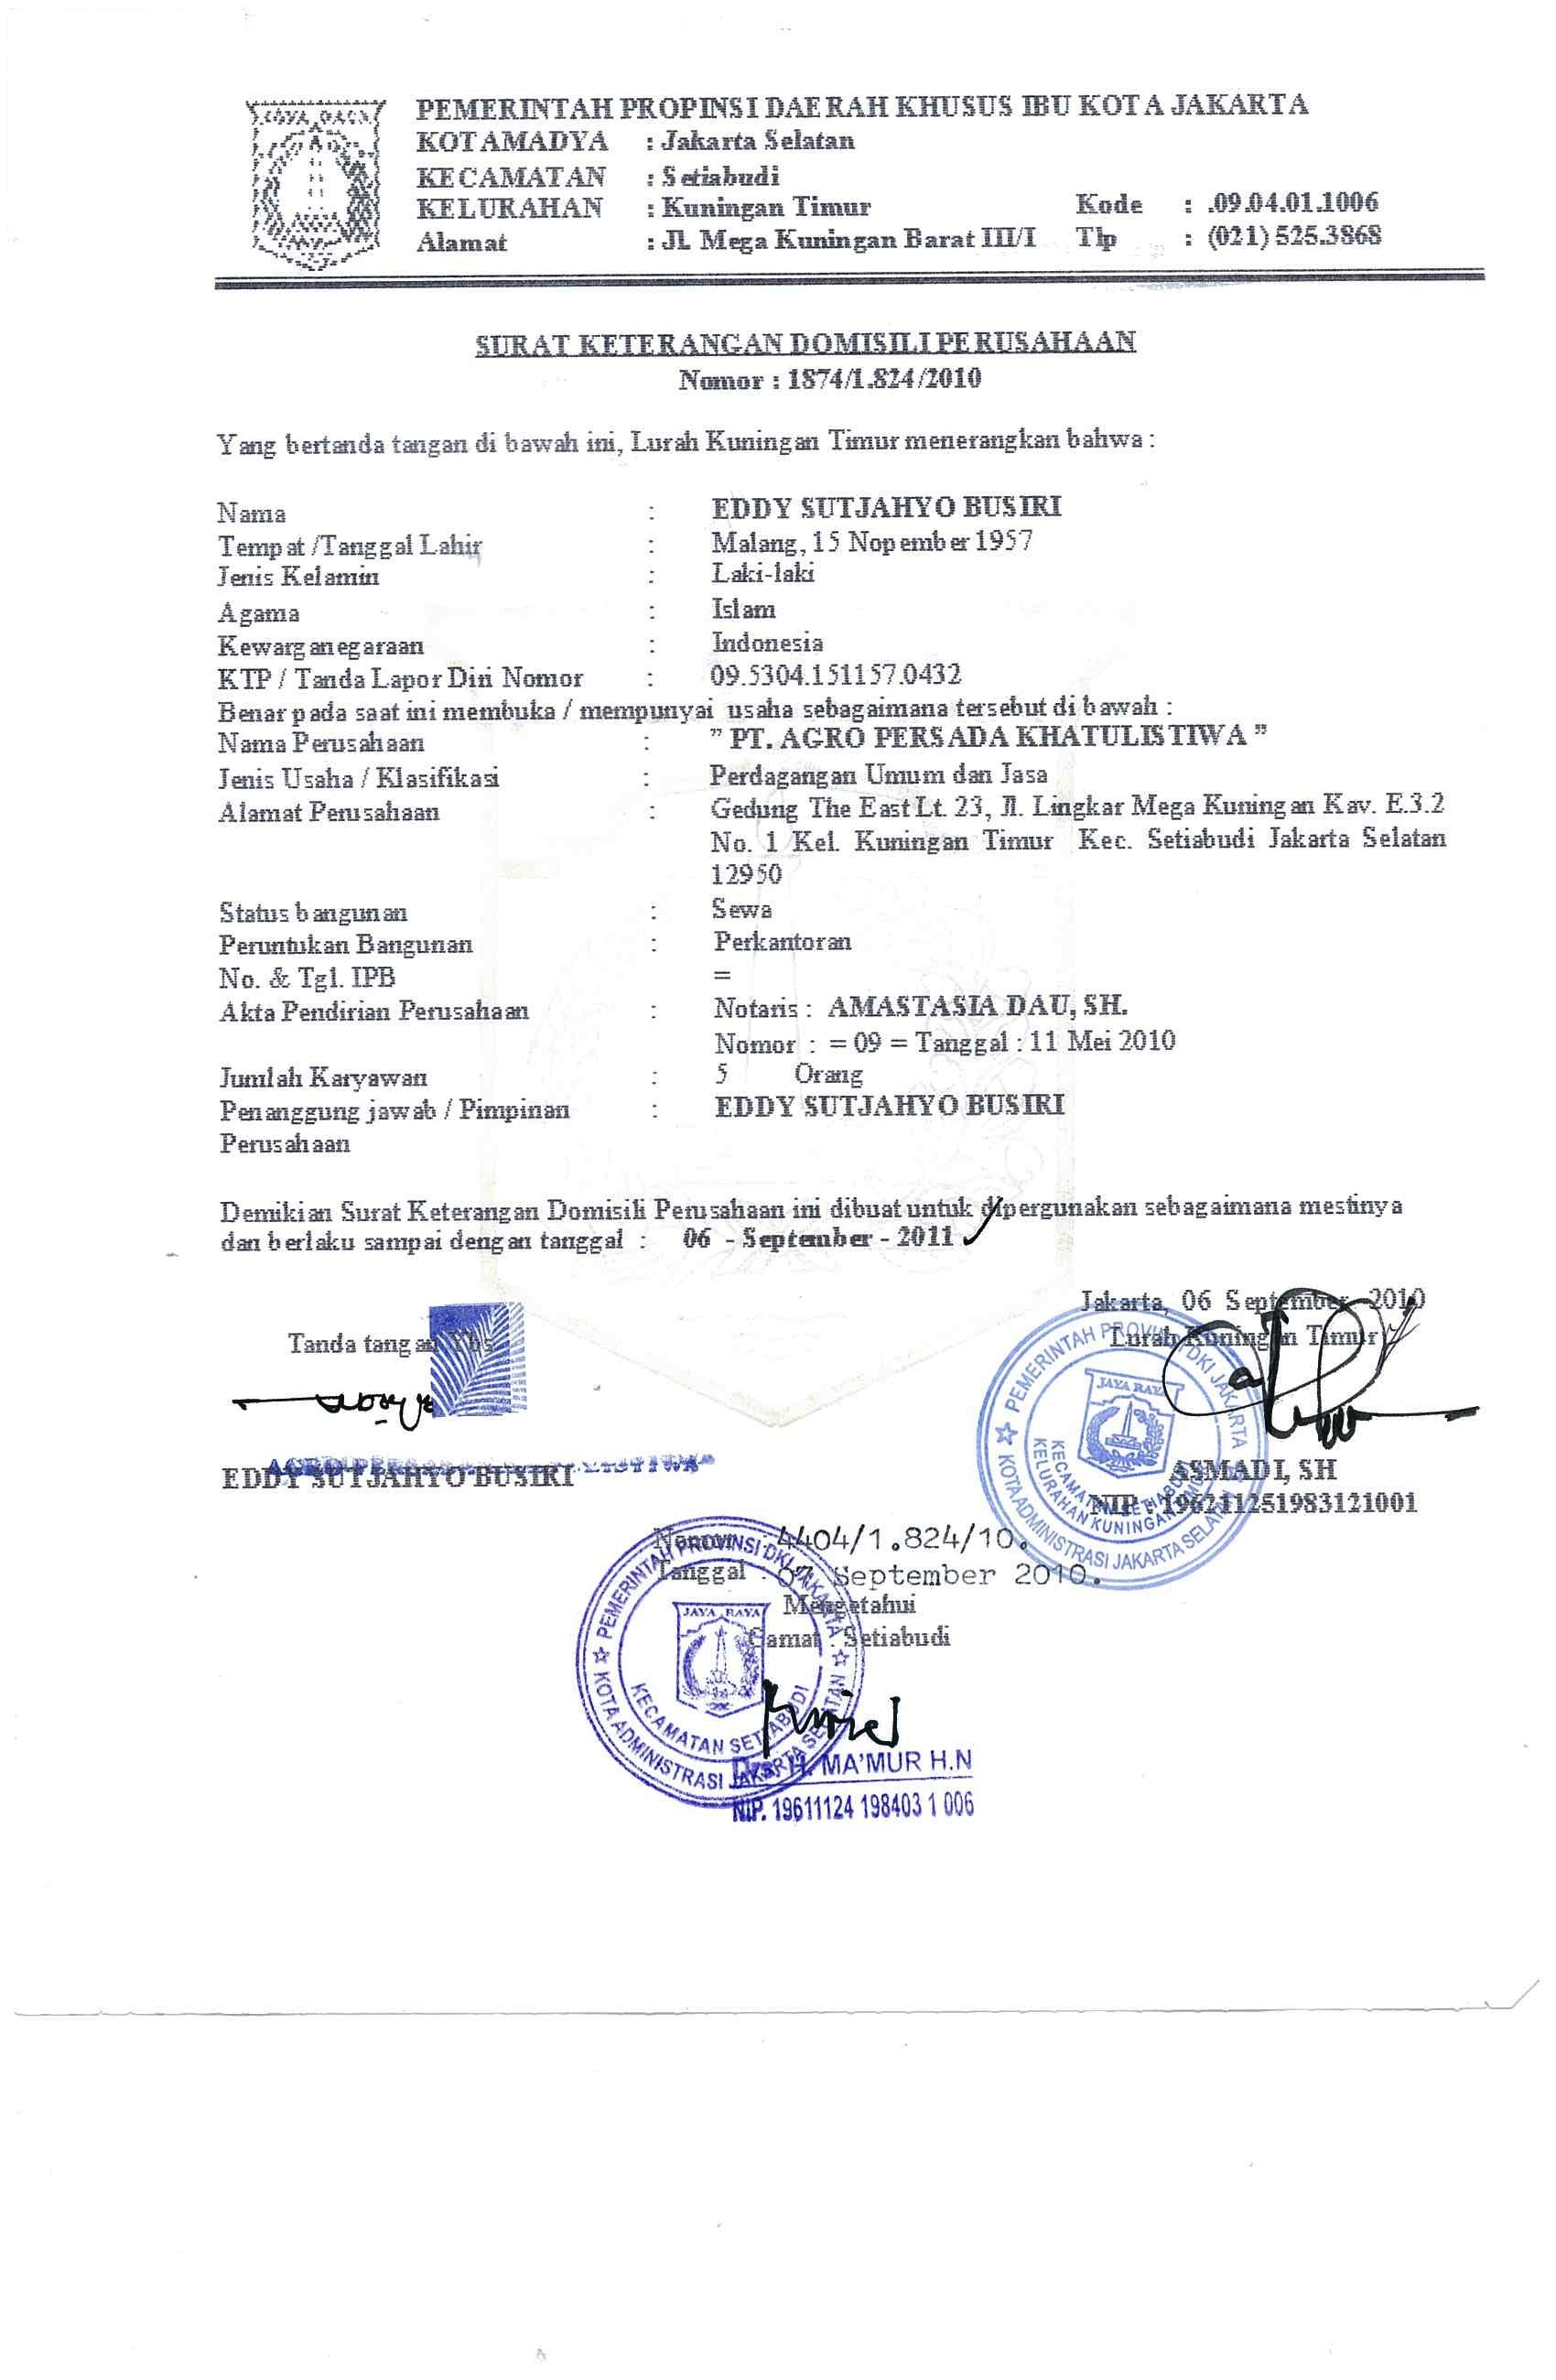 JAYA RAYA
PEMERINTAH PROPINSI DAERAH KHUSUS IBU KOTA JAKARTA
KOTAMADYA : Jakarta Selatan
KECAMATAN : Setiabudi
KELURAHAN : Kuningan Timur Kode : .09.04.01.1006
Alamat : Jl. Mega Kuningan Barat III/I Tlp : (021) 525.3868
SURAT KETERANGAN DOMISILI PERUSAHAAN
Nomor : 1874/1.824/2010
Yang bertanda tangan di bawah ini, Lurah Kuningan Timur menerangkan bahwa :
Nama : EDDY SUTJAHYO BUSIRI
Tempat /Tanggal Lahir : Malang, 15 Nopember 1957
Jenis Kelamin : Laki-laki
Agama : Islam
Kewarganegaraan : Indonesia
KTP / Tanda Lapor Diri Nomor : 09.5304.151157.0432
Benar pada saat ini membuka / mempunyai usaha sebagaimana tersebut di bawah :
Nama Perusahaan : ” PT. AGRO PERSADA KHATULISTIWA ”
Jenis Usaha / Klasifikasi : Perdagangan Umum dan Jasa
Alamat Perusahaan : Gedung The East Lt. 23, Jl. Lingkar Mega Kuningan Kav. E.3.2
No. 1 Kel. Kuningan Timur Kec. Setiabudi Jakarta Selatan
12950
Status bangunan : Sewa
Peruntukan Bangunan : Perkantoran
No. & Tgl. IPB =
Akta Pendirian Perusahaan : Notaris : AMASTASIA DAU, SH.
Nomor : = 09 = Tanggal : 11 Mei 2010
Jumlah Karyawan : 5 Orang
Penanggung jawab / Pimpinan : EDDY SUTJAHYO BUSIRI
Perusahaan
Demikian Surat Keterangan Domisili Perusahaan ini dibuat untuk dipergunakan sebagaimana mestinya
dan berlaku sampai dengan tanggal : 06 - September - 2011
Jakarta, 06 September 2010
Tanda tangan Ybs
Lurah Kuningan Timur
PEMERINTAH PROVINSI DKI JAKARTA
JAYA RAYA
KECAMATAN SETIABUDI
KELURAHAN KUNINGAN TIMUR
KOTA ADMINISTRASI JAKARTA SELATAN
EDDY SUTJAHYO BUSIRI
ASMADI, SH
NIP : 196211251983121001
Nomor : 4404/1.824/10.
Tanggal : 07 September 2010.
Mengetahui
Camat : Setiabudi
PEMERINTAH PROVINSI DKI JAKARTA
JAYA RAYA
KECAMATAN SETIABUDI
KOTA ADMINISTRASI JAKARTA SELATAN
Drs. H. MA'MUR H.N
NIP. 19611124 198403 1 006